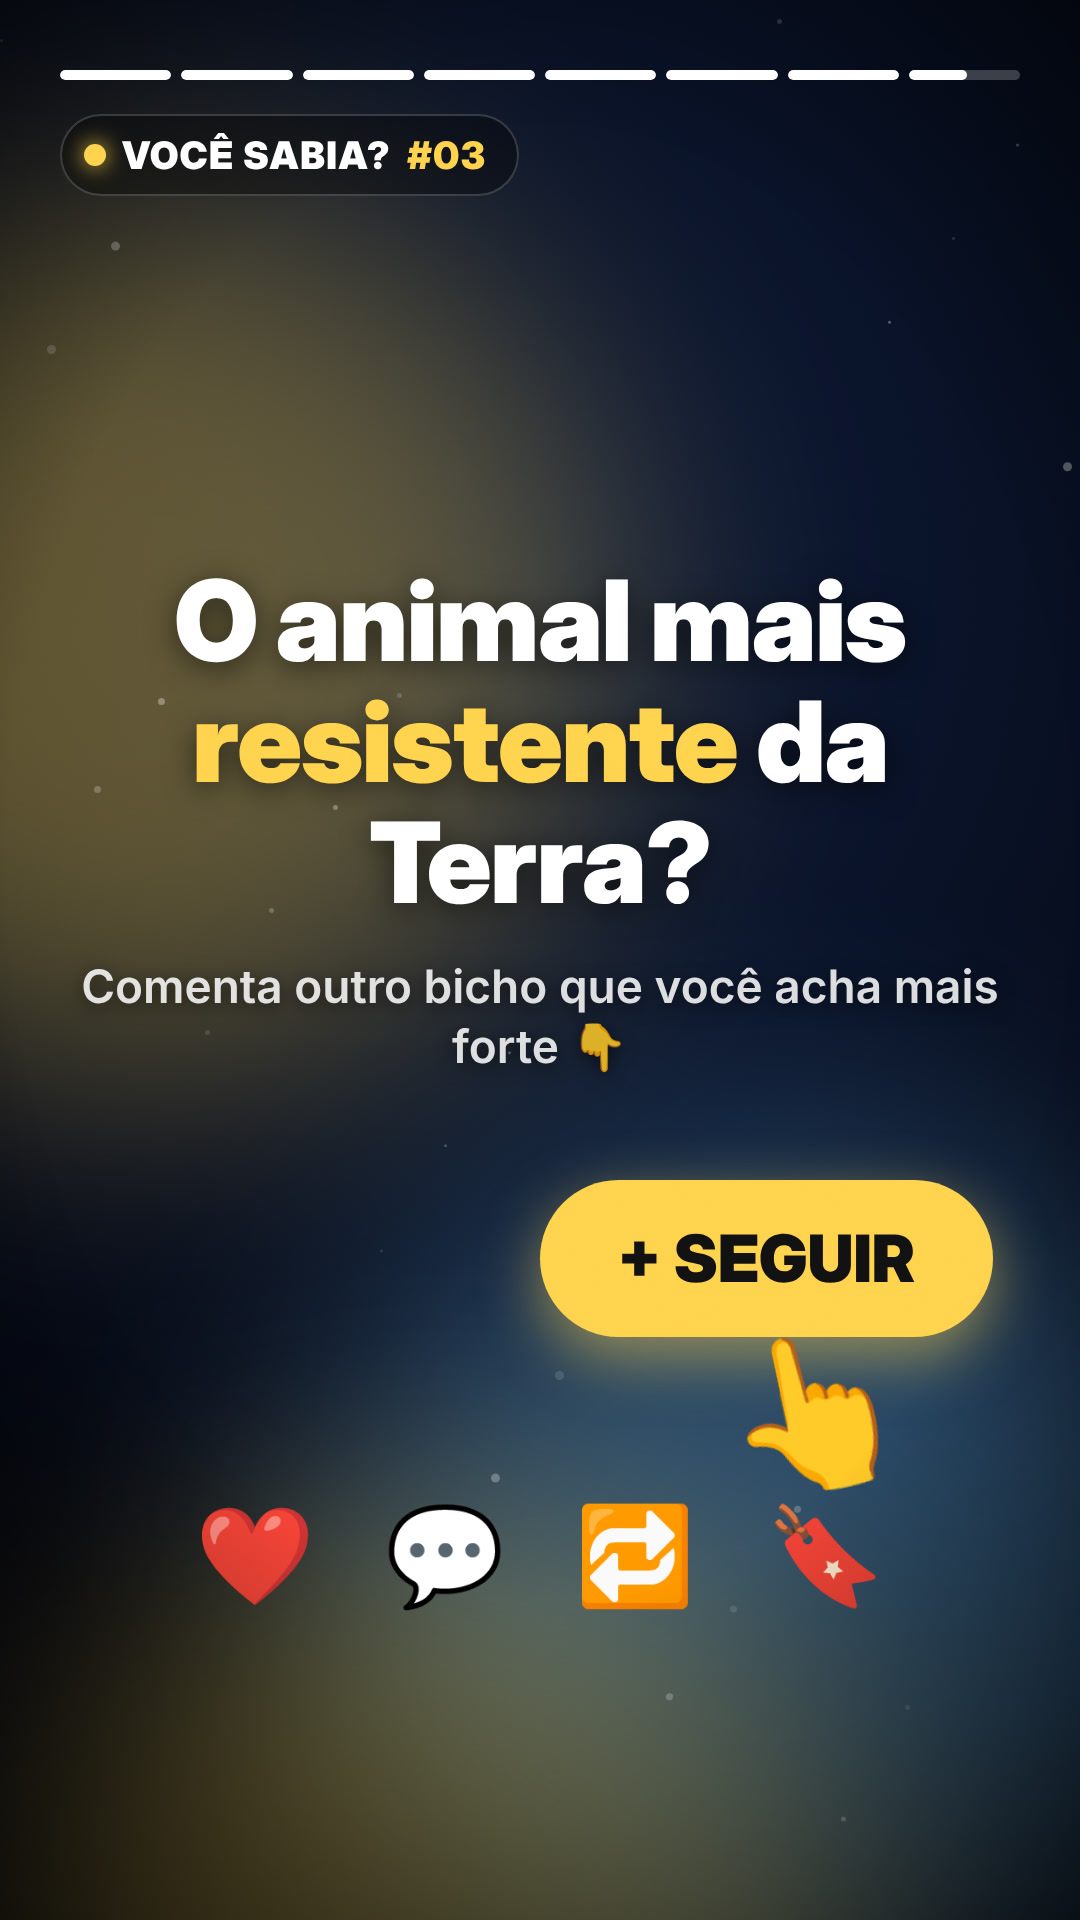 VOCÊ SABIA? #03
O animal mais
resistente da
Terra?
Comenta outro bicho que você acha mais
forte 👇
+ SEGUIR